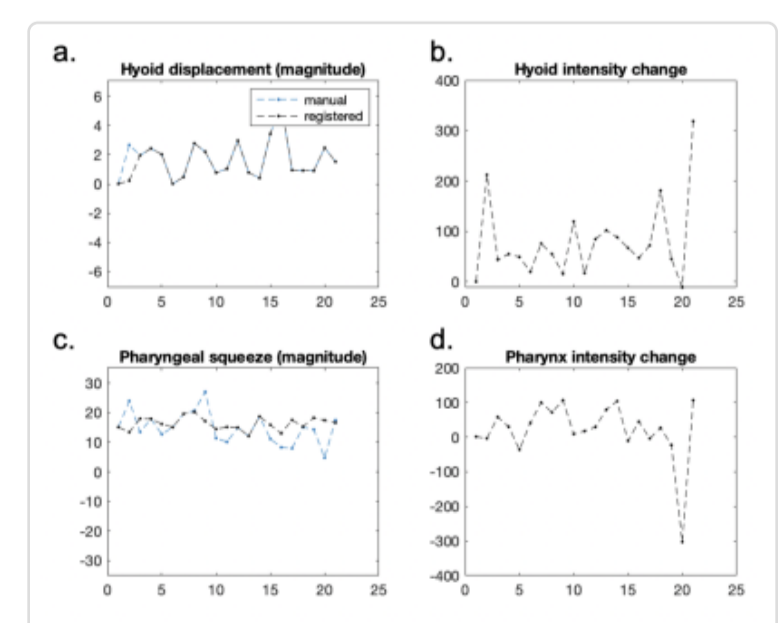 a.
Hyoid displacement (magnitude)
manual
registered
6
4
2
0
-2
-4
-6
0 5 10 15 20 25
b.
Hyoid intensity change
400
300
200
100
0
0 5 10 15 20 25
c.
Pharyngeal squeeze (magnitude)
30
20
10
0
-10
-20
-30
0 5 10 15 20 25
d.
Pharynx intensity change
200
100
0
-100
-200
-300
-400
0 5 10 15 20 25